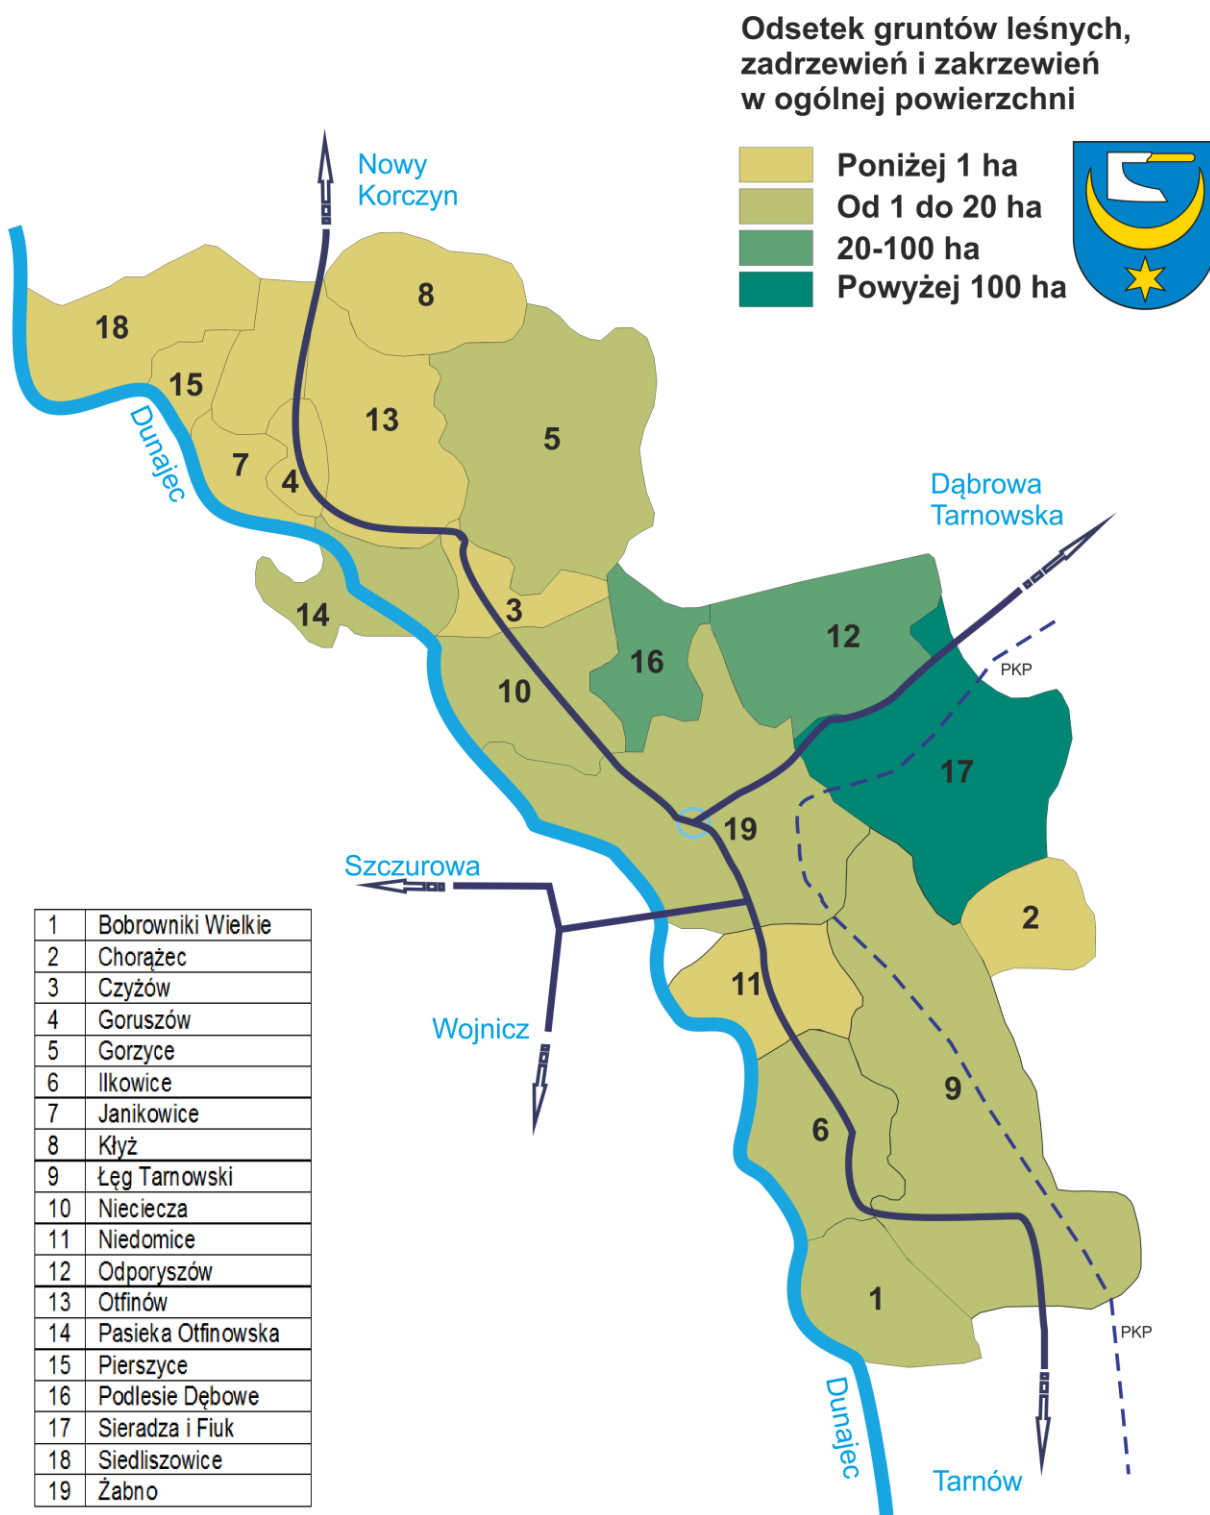 Odsetek gruntów leśnych,
zadrzewień i zakrzewień
w ogólnej powierzchni
Poniżej 1 ha
Od 1 do 20 ha
20-100 ha
Powyżej 100 ha
Nowy
Korczyn
8
18
15
13
5
7
4
Dunajec
Dąbrowa
Tarnowska
14
3
12
16
PKP
10
17
19
Szczurowa
2
11
Wojnicz
9
6
1
PKP
Dunajec
Tarnów
1 Bobrowniki Wielkie
2 Chorążec
3 Czyżów
4 Goruszów
5 Gorzyce
6 Ilkowice
7 Janikowice
8 Kłyż
9 Łęg Tarnowski
10 Nieciecza
11 Niedomice
12 Odporyszów
13 Otfinów
14 Pasieka Otfinowska
15 Pierszyce
16 Podlesie Dębowe
17 Sieradza i Fiuk
18 Siedliszowice
19 Żabno